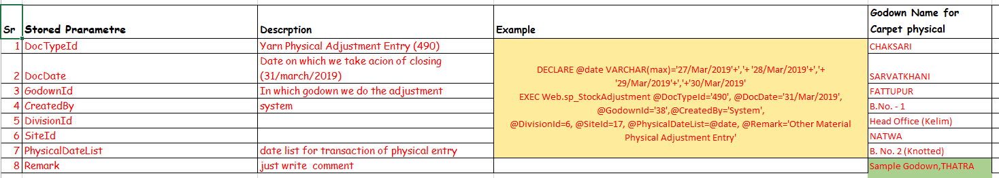 Godown Name for
Sr Stored Prarametre Descrption Example Carpet physical
1 DocTypeId Yarn Physical Adjustment Entry (490) CHAKSARI
Date on which we take acion of closing
2 DocDate (31/march/2019) SARVATKHANI
3 GodownId In which godown we do the adjustment FATTUPUR
4 CreatedBy system B.No. - 1
5 DivisionId Head Office (Kelim)
6 SiteId NATWA
7 PhysicalDateList date list for transaction of physical entry B. No. 2 (Knotted)
8 Remark just write comment Sample Godown,THATRA
DECLARE @date VARCHAR(max)='27/Mar/2019'+','+ '28/Mar/2019'+','+
'29/Mar/2019'+','+'30/Mar/2019'
EXEC Web.sp_StockAdjustment @DocTypeId='490', @DocDate='31/Mar/2019',
@GodownId='38',@CreatedBy='System',
@DivisionId=6, @SiteId=17, @PhysicalDateList=@date, @Remark='Other Material
Physical Adjustment Entry'